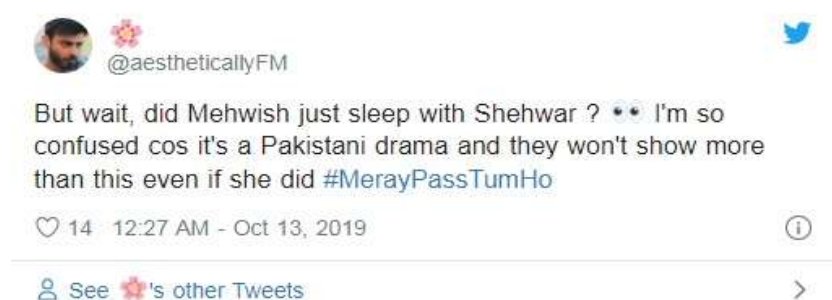 🌸
@aestheticallyFM
But wait, did Mehwish just sleep with Shehwar ? 👀 I'm so
confused cos it's a Pakistani drama and they won't show more
than this even if she did #MerayPassTumHo
14 12:27 AM - Oct 13, 2019
See 🌸's other Tweets